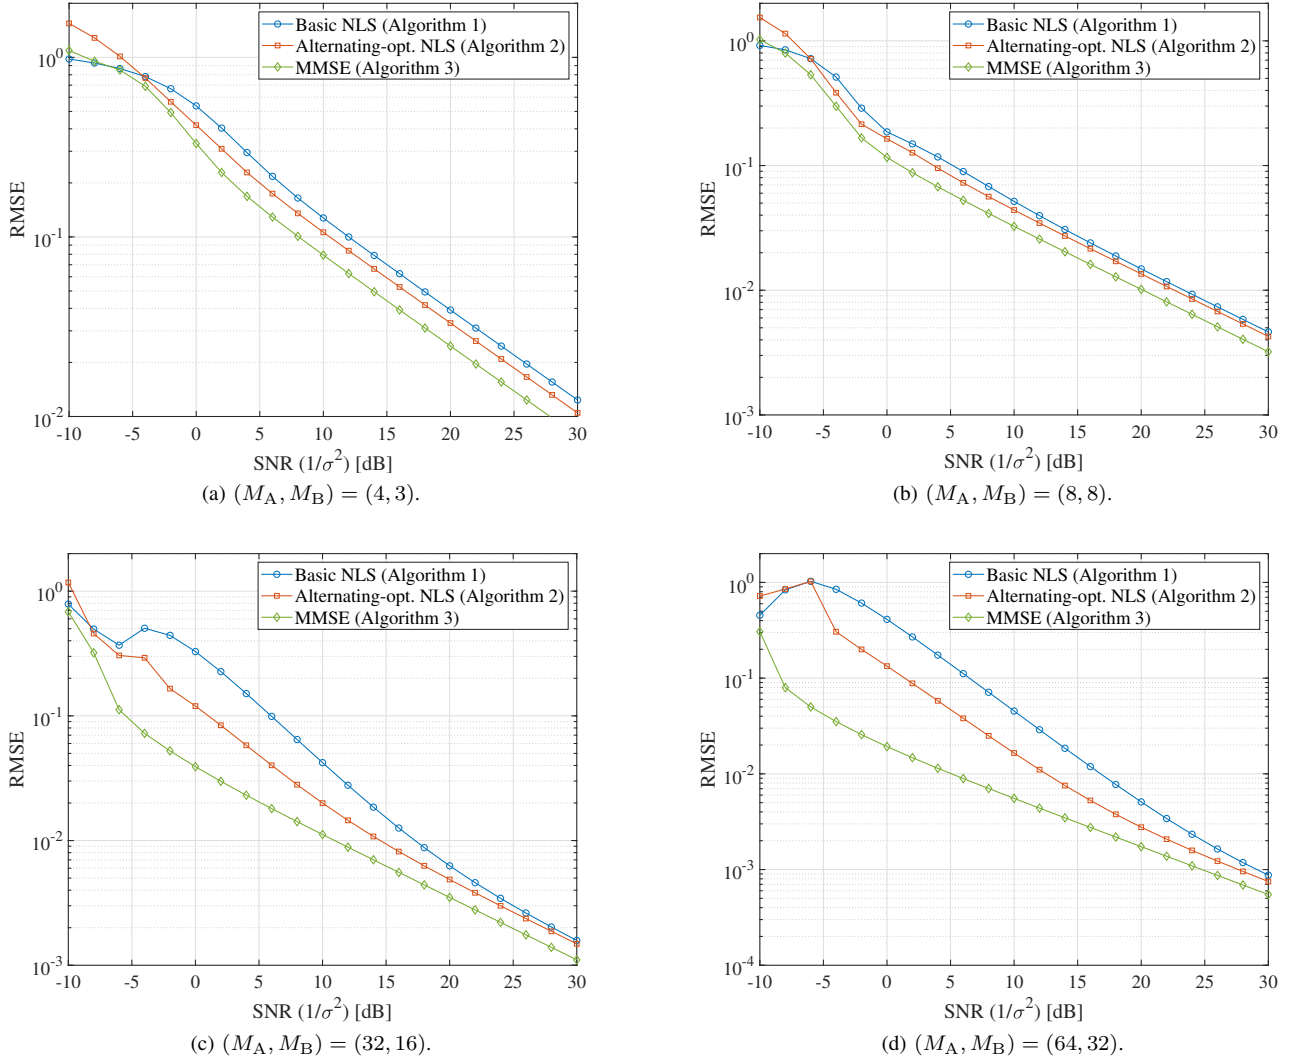 Basic NLS (Algorithm 1)
Alternating-opt. NLS (Algorithm 2)
MMSE (Algorithm 3)
10^0
10^-1
10^-2
RMSE
-10 -5 0 5 10 15 20 25 30
SNR (1/σ^2) [dB]
(a) (M_A, M_B) = (4, 3).
Basic NLS (Algorithm 1)
Alternating-opt. NLS (Algorithm 2)
MMSE (Algorithm 3)
10^0
10^-1
10^-2
10^-3
RMSE
-10 -5 0 5 10 15 20 25 30
SNR (1/σ^2) [dB]
(b) (M_A, M_B) = (8, 8).
Basic NLS (Algorithm 1)
Alternating-opt. NLS (Algorithm 2)
MMSE (Algorithm 3)
10^0
10^-1
10^-2
10^-3
RMSE
-10 -5 0 5 10 15 20 25 30
SNR (1/σ^2) [dB]
(c) (M_A, M_B) = (32, 16).
Basic NLS (Algorithm 1)
Alternating-opt. NLS (Algorithm 2)
MMSE (Algorithm 3)
10^0
10^-1
10^-2
10^-3
10^-4
RMSE
-10 -5 0 5 10 15 20 25 30
SNR (1/σ^2) [dB]
(d) (M_A, M_B) = (64, 32).